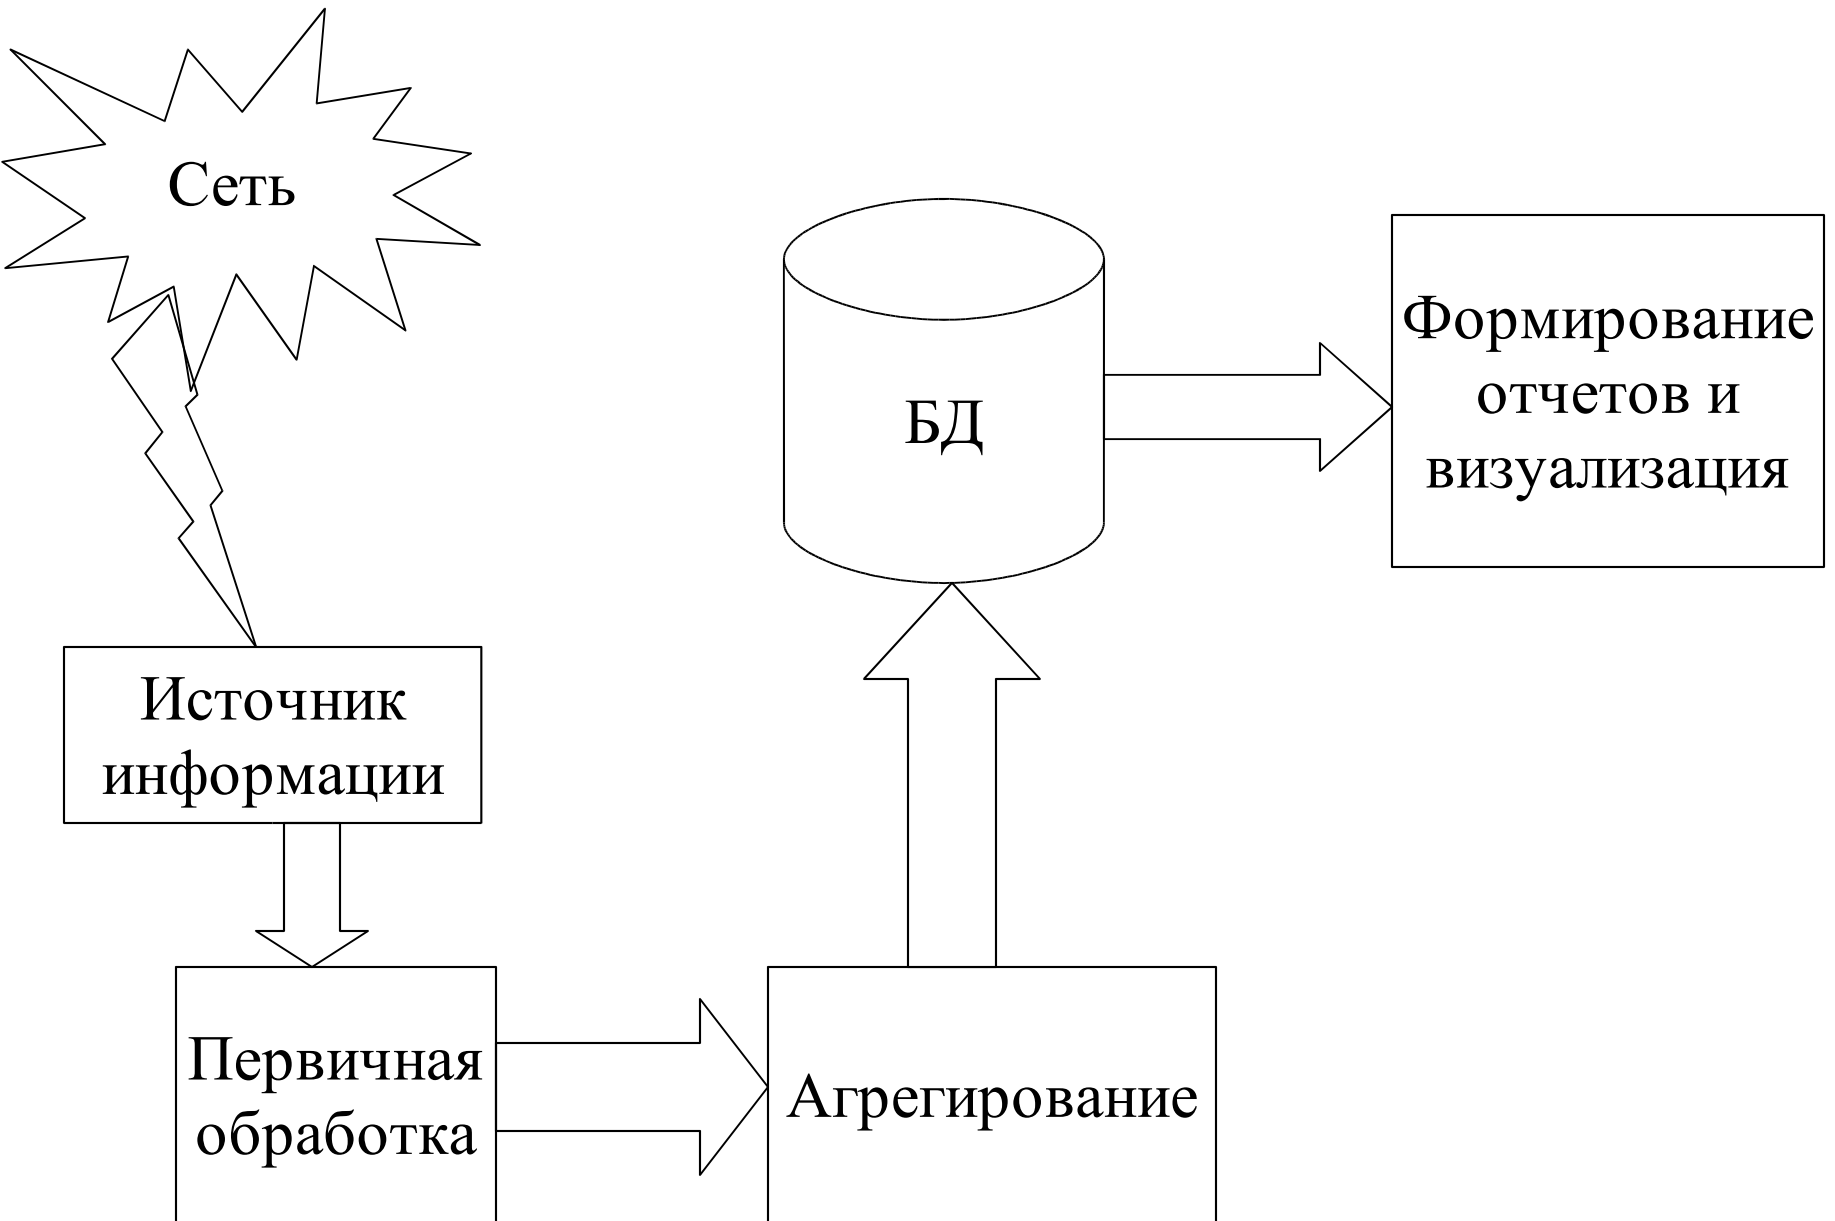 Сеть
Источник
информации
Первичная
обработка
Агрегирование
БД
Формирование
отчетов и
визуализация